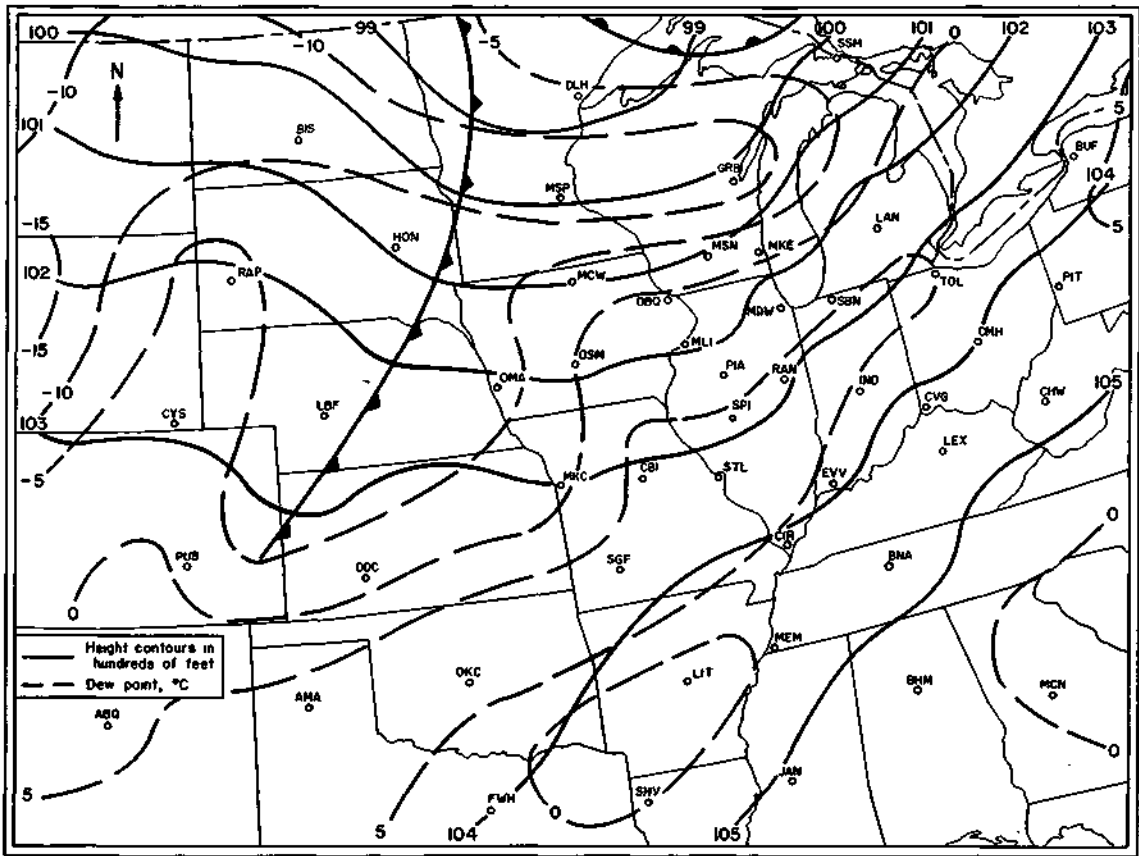 100
-10
99
-5
99
100
101
0
102
103
SSM
N
DLH
-10
5
101
BIS
BUF
GRB
104
MSP
5
-15
LAN
HON
MSN
MKE
102
RAP
MCW
TOL
PIT
DBQ
MDW
SBN
-15
MLI
CMH
DSM
-10
OMA
PIA
RAN
IND
105
103
CYS
LBF
SPI
CVG
CHW
LEX
-5
MKC
CBI
STL
EVV
0
CIR
PUB
DDC
SGF
BNA
0
Height contours in
hundreds of feet
Dew point, °C
MEM
OKC
LIT
BHM
MCN
ABQ
AMA
0
5
JAN
FWH
0
SHV
5
104
105